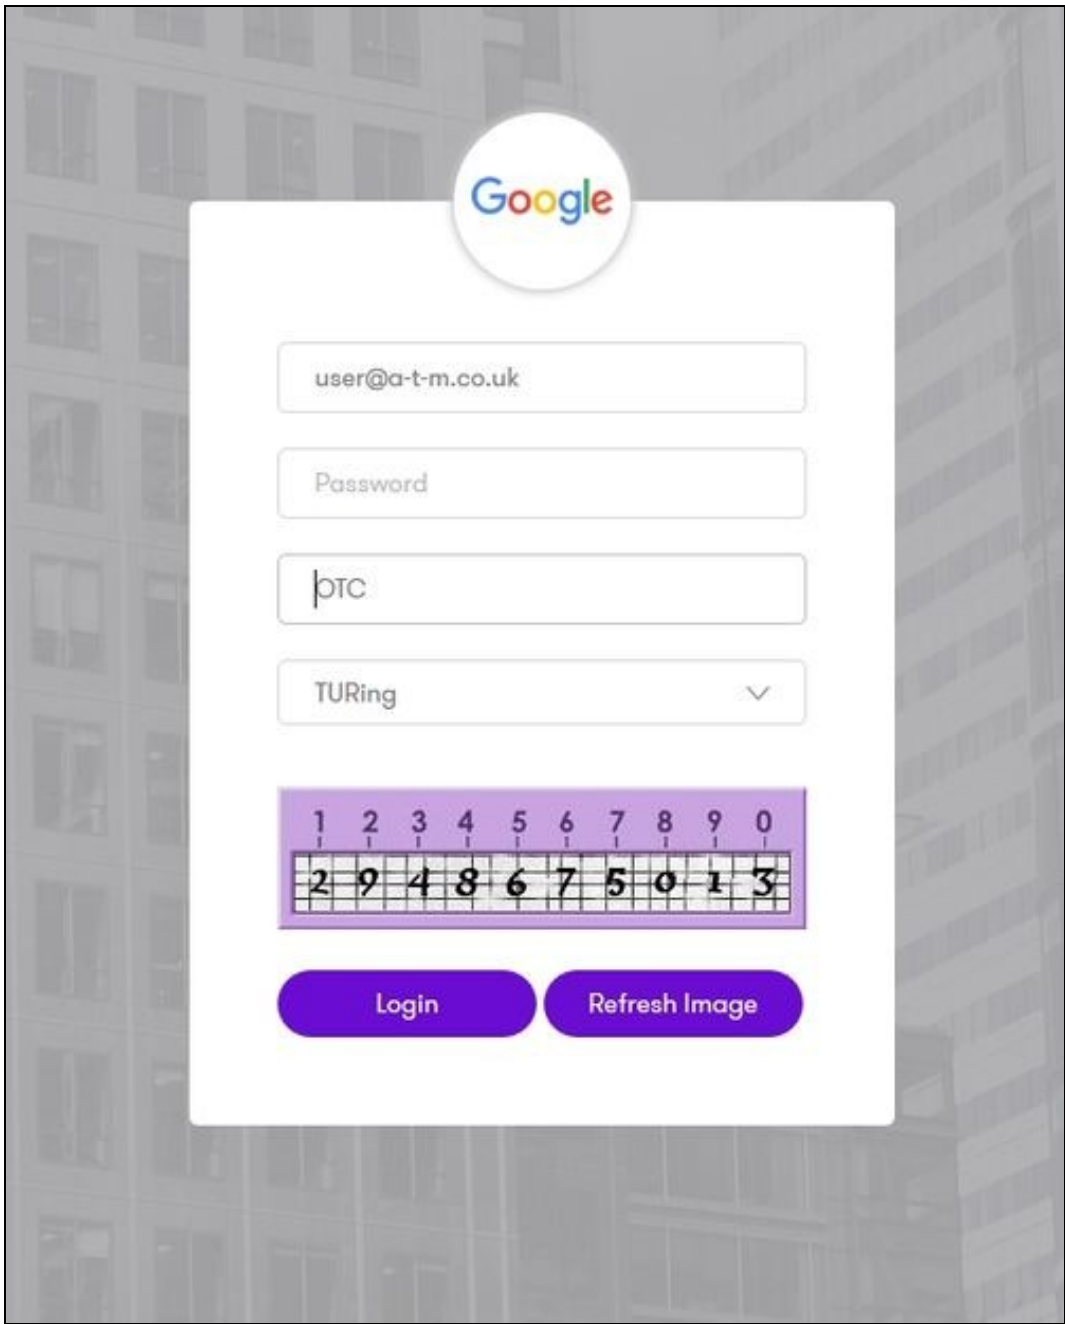 Google
user@a-t-m.co.uk
Password
OTC
TURing
1 2 3 4 5 6 7 8 9 0
2 9 4 8 6 7 5 0 1 3
Login Refresh Image